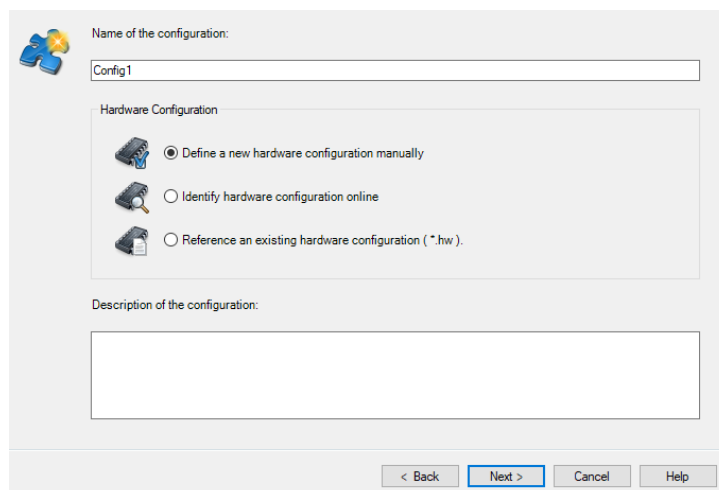 Name of the configuration:
Config1
Hardware Configuration
Define a new hardware configuration manually
Identify hardware configuration online
Reference an existing hardware configuration ( *.hw ).
Description of the configuration:
< Back Next > Cancel Help